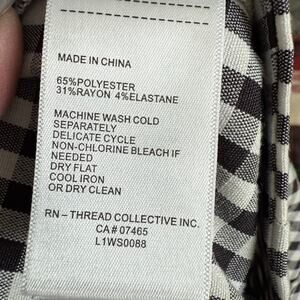 MADE IN CHINA
65%POLYESTER
31%RAYON 4%ELASTANE
MACHINE WASH COLD
SEPARATELY
DELICATE CYCLE
NON-CHLORINE BLEACH IF
NEEDED
DRY FLAT
COOL IRON
OR DRY CLEAN
RN – THREAD COLLECTIVE INC.
CA # 07465
L1WS0088